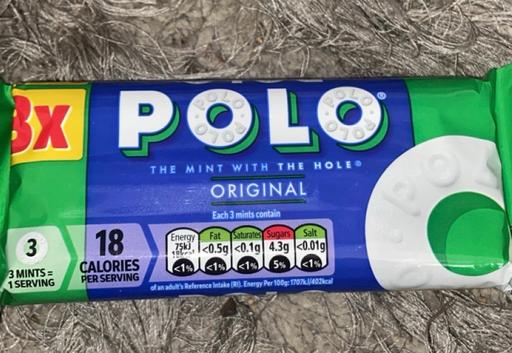 3x
POLO®
THE MINT WITH THE HOLE®
ORIGINAL
Each 3 mints contain
3
3 MINTS =
1 SERVING
18
CALORIES
PER SERVING
Energy
75kJ
18kcal
<1%
Fat
<0.5g
<1%
Saturates
<0.1g
<1%
Sugars
4.3g
5%
Salt
<0.01g
<1%
of an adult's Reference Intake (RI). Energy Per 100g: 1707kJ/402kcal
POLO